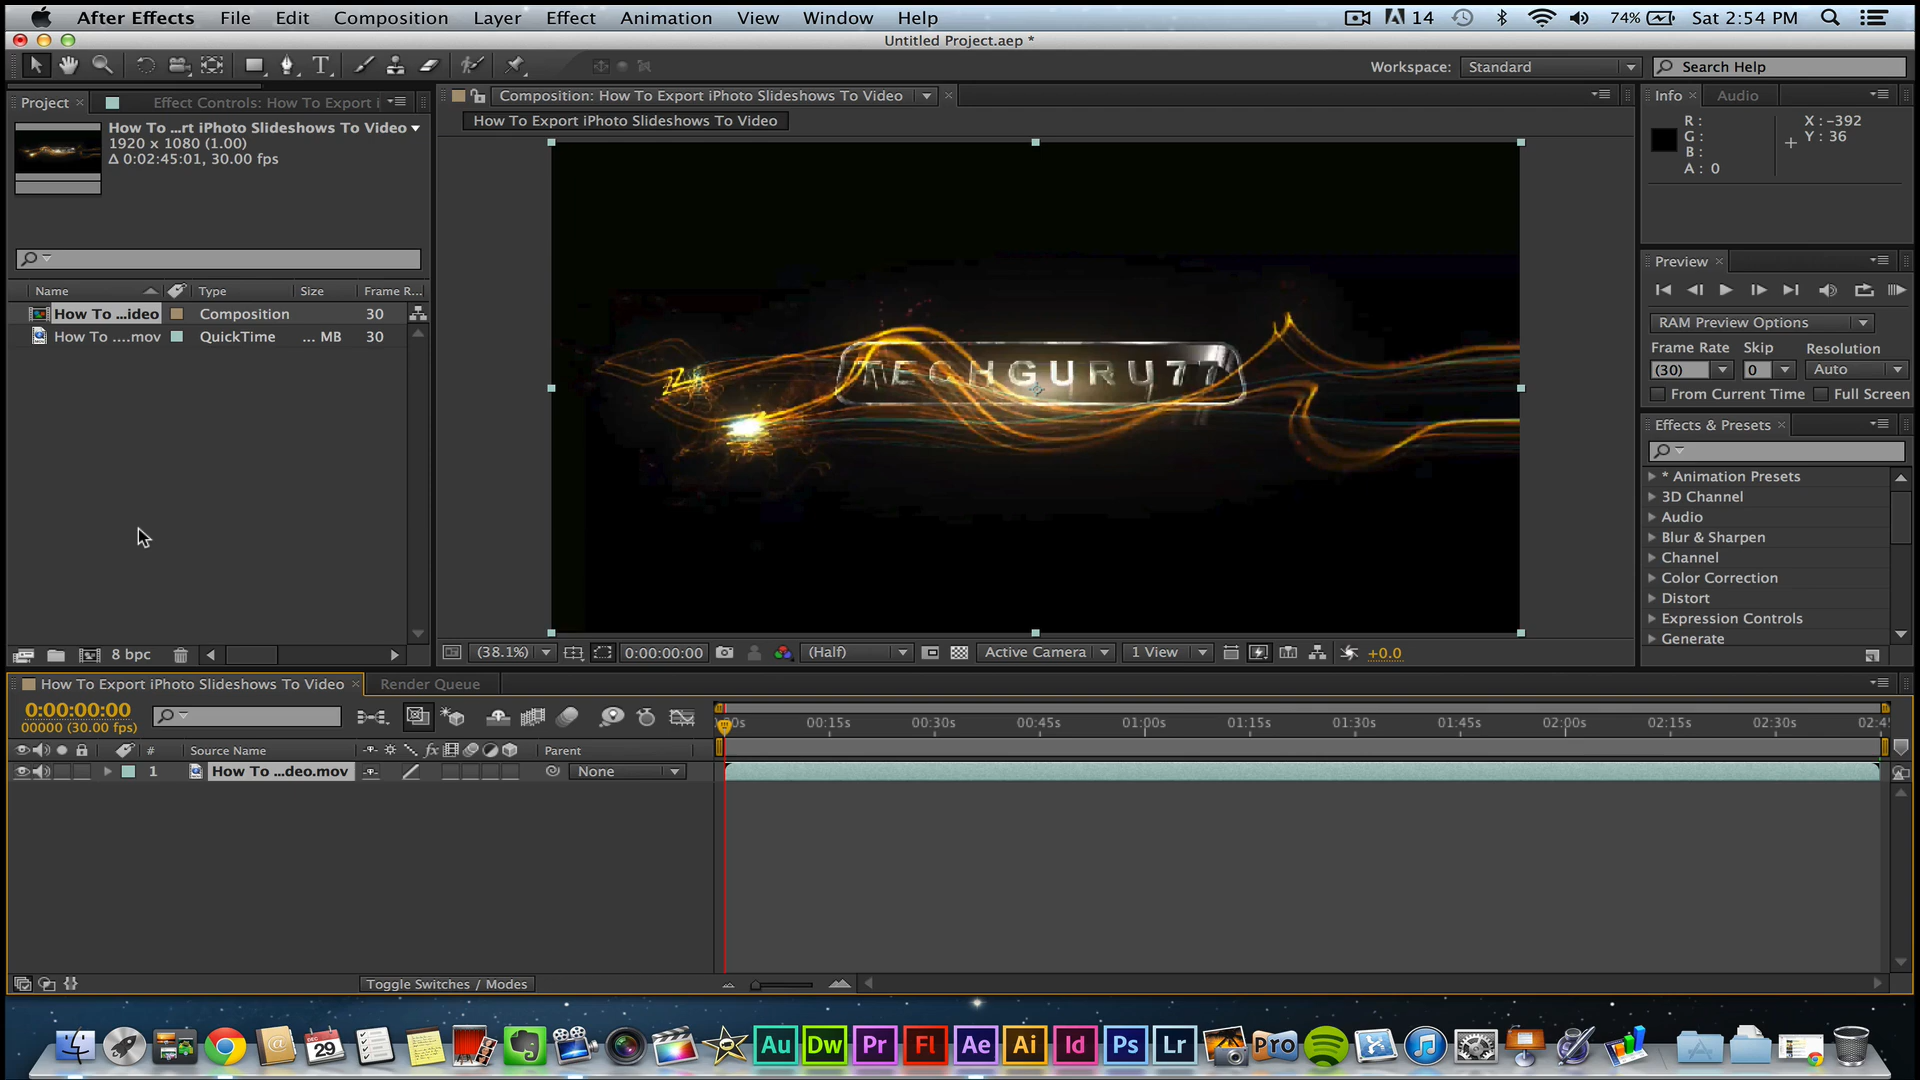 After Effects File Edit Composition Layer Effect Animation View Window Help 14 74% Sat 2:54 PM
Untitled Project.aep *
Workspace: Standard Search Help
Project × Effect Controls: How To Export i
Composition: How To Export iPhoto Slideshows To Video
How To Export iPhoto Slideshows To Video
How To ...rt iPhoto Slideshows To Video
1920 x 1080 (1.00)
Δ 0:02:45:01, 30.00 fps
Name Type Size Frame R...
How To ...ideo Composition 30
How To ....mov QuickTime ... MB 30
8 bpc
TECHGURU77
(38.1%) 0:00:00:00 (Half) Active Camera 1 View +0.0
Info × Audio
R : X : -392
G : Y : 36
B :
A : 0
Preview ×
RAM Preview Options
Frame Rate Skip Resolution
(30) 0 Auto
From Current Time Full Screen
Effects & Presets ×
* Animation Presets
3D Channel
Audio
Blur & Sharpen
Channel
Color Correction
Distort
Expression Controls
Generate
How To Export iPhoto Slideshows To Video × Render Queue
0:00:00:00
00000 (30.00 fps)
00s 00:15s 00:30s 00:45s 01:00s 01:15s 01:30s 01:45s 02:00s 02:15s 02:30s 02:4
# Source Name fx Parent
1 How To ...deo.mov None
Toggle Switches / Modes
DEC
29
Au Dw Pr Fl Ae Ai Id Ps Lr Pro